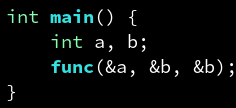 int main() {
    int a, b;
    func(&a, &b, &b);
}